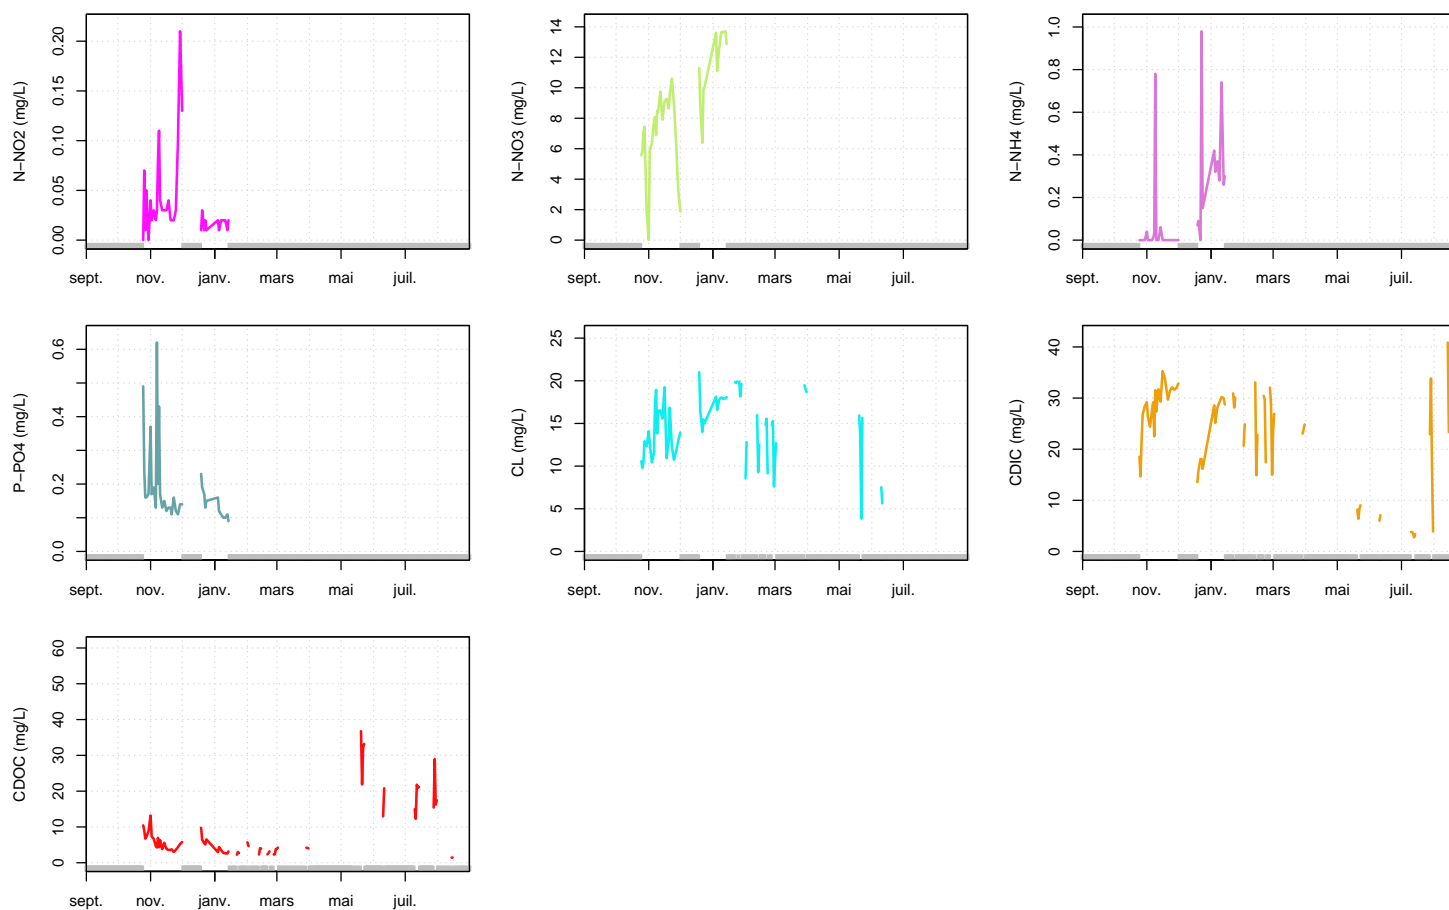 N−NO2 (mg/L)
0.00 0.05 0.10 0.15 0.20
sept. nov. janv. mars mai juil.
N−NO3 (mg/L)
0 2 4 6 8 10 12 14
sept. nov. janv. mars mai juil.
N−NH4 (mg/L)
0.0 0.2 0.4 0.6 0.8 1.0
sept. nov. janv. mars mai juil.
P−PO4 (mg/L)
0.0 0.2 0.4 0.6
sept. nov. janv. mars mai juil.
CL (mg/L)
0 5 10 15 20 25
sept. nov. janv. mars mai juil.
CDIC (mg/L)
0 10 20 30 40
sept. nov. janv. mars mai juil.
CDOC (mg/L)
0 10 20 30 40 50 60
sept. nov. janv. mars mai juil.